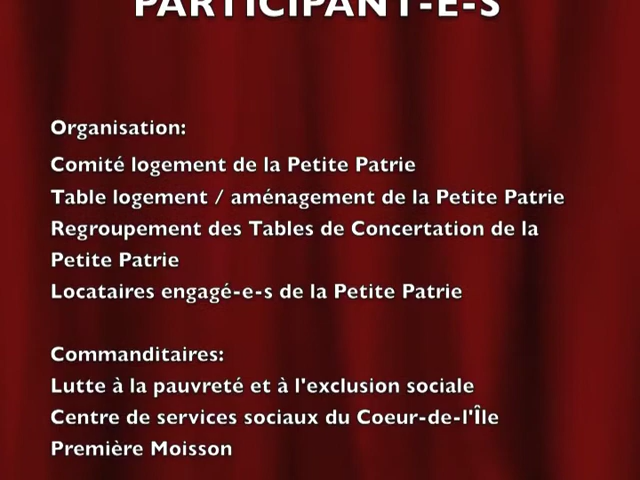 PARTICIPANT-E-S
Organisation:
Comité logement de la Petite Patrie
Table logement / aménagement de la Petite Patrie
Regroupement des Tables de Concertation de la
Petite Patrie
Locataires engagé-e-s de la Petite Patrie
Commanditaires:
Lutte à la pauvreté et à l'exclusion sociale
Centre de services sociaux du Coeur-de-l'Île
Première Moisson